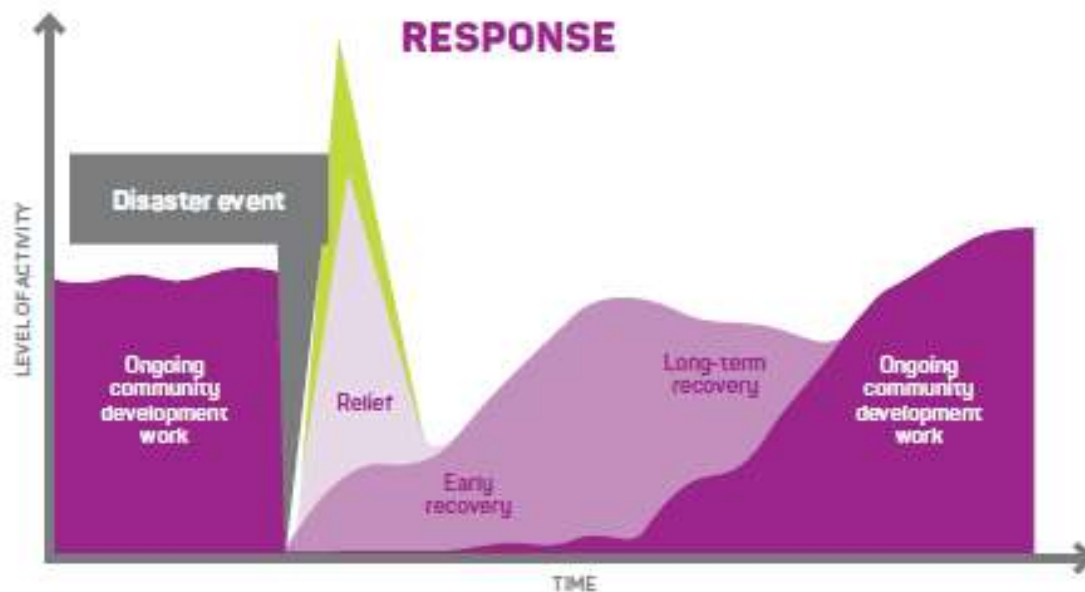 RESPONSE
Disaster event
LEVEL OF ACTIVITY
Ongoing
community
development
work
Relief
Early
recovery
Long-term
recovery
Ongoing
community
development
work
TIME